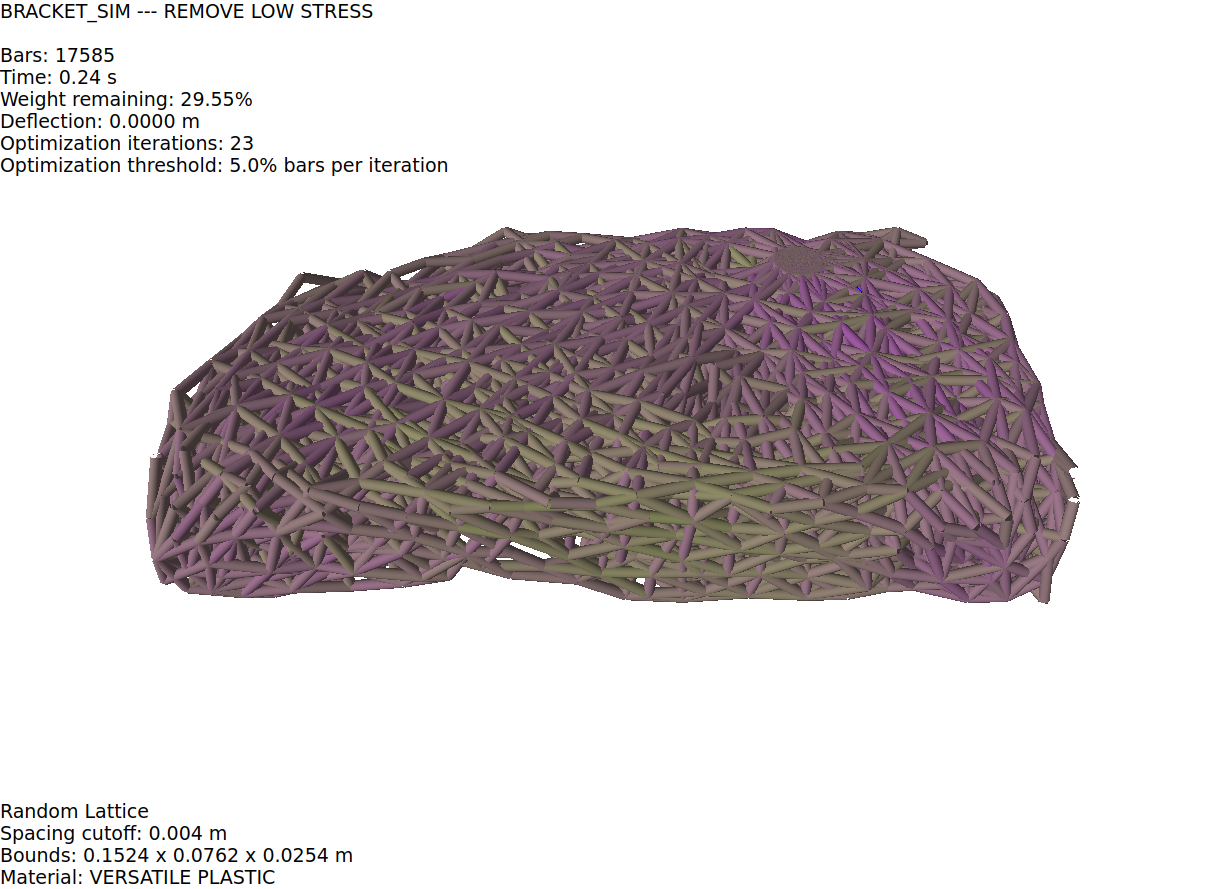 BRACKET_SIM --- REMOVE LOW STRESS
Bars: 17585
Time: 0.24 s
Weight remaining: 29.55%
Deflection: 0.0000 m
Optimization iterations: 23
Optimization threshold: 5.0% bars per iteration
Random Lattice
Spacing cutoff: 0.004 m
Bounds: 0.1524 x 0.0762 x 0.0254 m
Material: VERSATILE PLASTIC